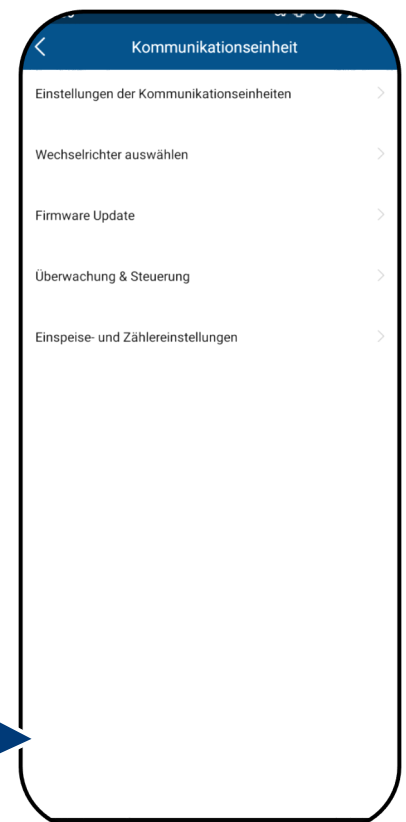 Kommunikationseinheit
Einstellungen der Kommunikationseinheiten
Wechselrichter auswählen
Firmware Update
Überwachung & Steuerung
Einspeise- und Zählereinstellungen